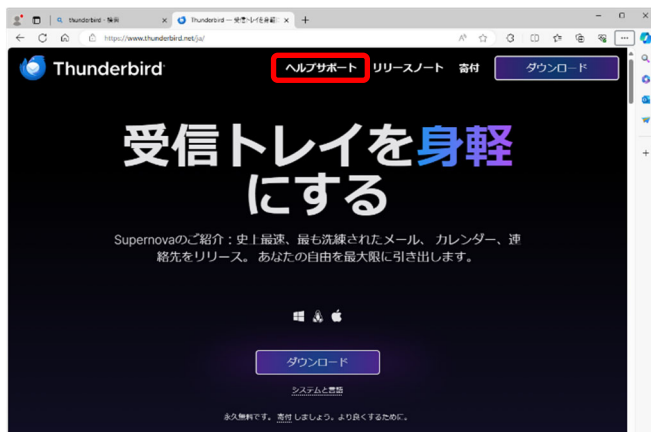 thunderbird - 検索
Thunderbird — 受信トレイを身軽に
https://www.thunderbird.net/ja/
Thunderbird
ヘルプサポート リリースノート 寄付 ダウンロード
受信トレイを身軽
にする
Supernovaのご紹介：史上最速、最も洗練されたメール、カレンダー、連
絡先をリリース。あなたの自由を最大限に引き出します。
ダウンロード
システムと言語
永久無料です。 寄付 しましょう。より良くするために。